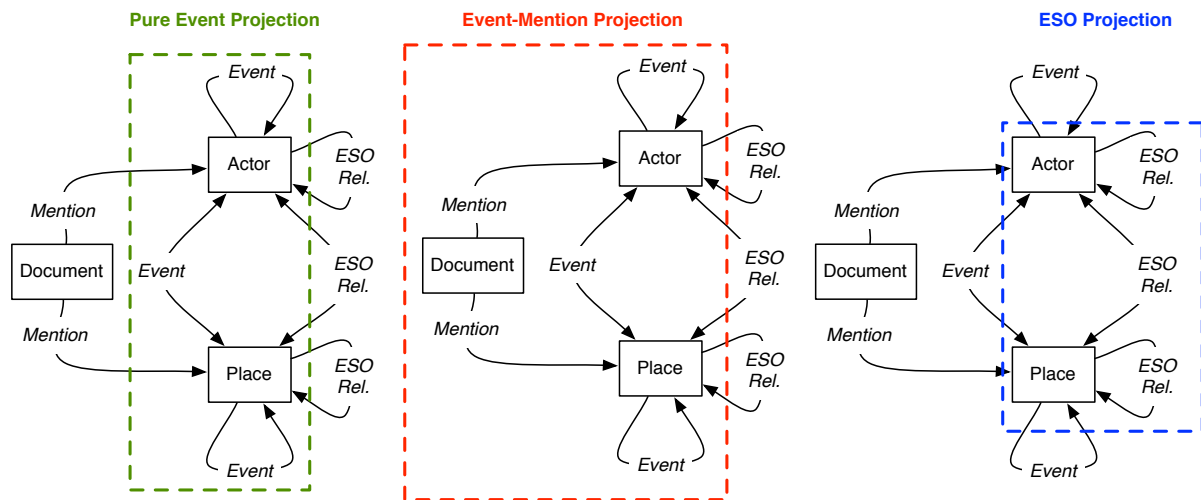 Pure Event Projection
Event
Actor
ESO
Rel.
Mention
Document
Event
ESO
Rel.
Mention
Place
ESO
Rel.
Event
Event-Mention Projection
Event
Actor
ESO
Rel.
Mention
Document
Event
ESO
Rel.
Mention
Place
ESO
Rel.
Event
ESO Projection
Event
Actor
ESO
Rel.
Mention
Document
Event
ESO
Rel.
Mention
Place
ESO
Rel.
Event